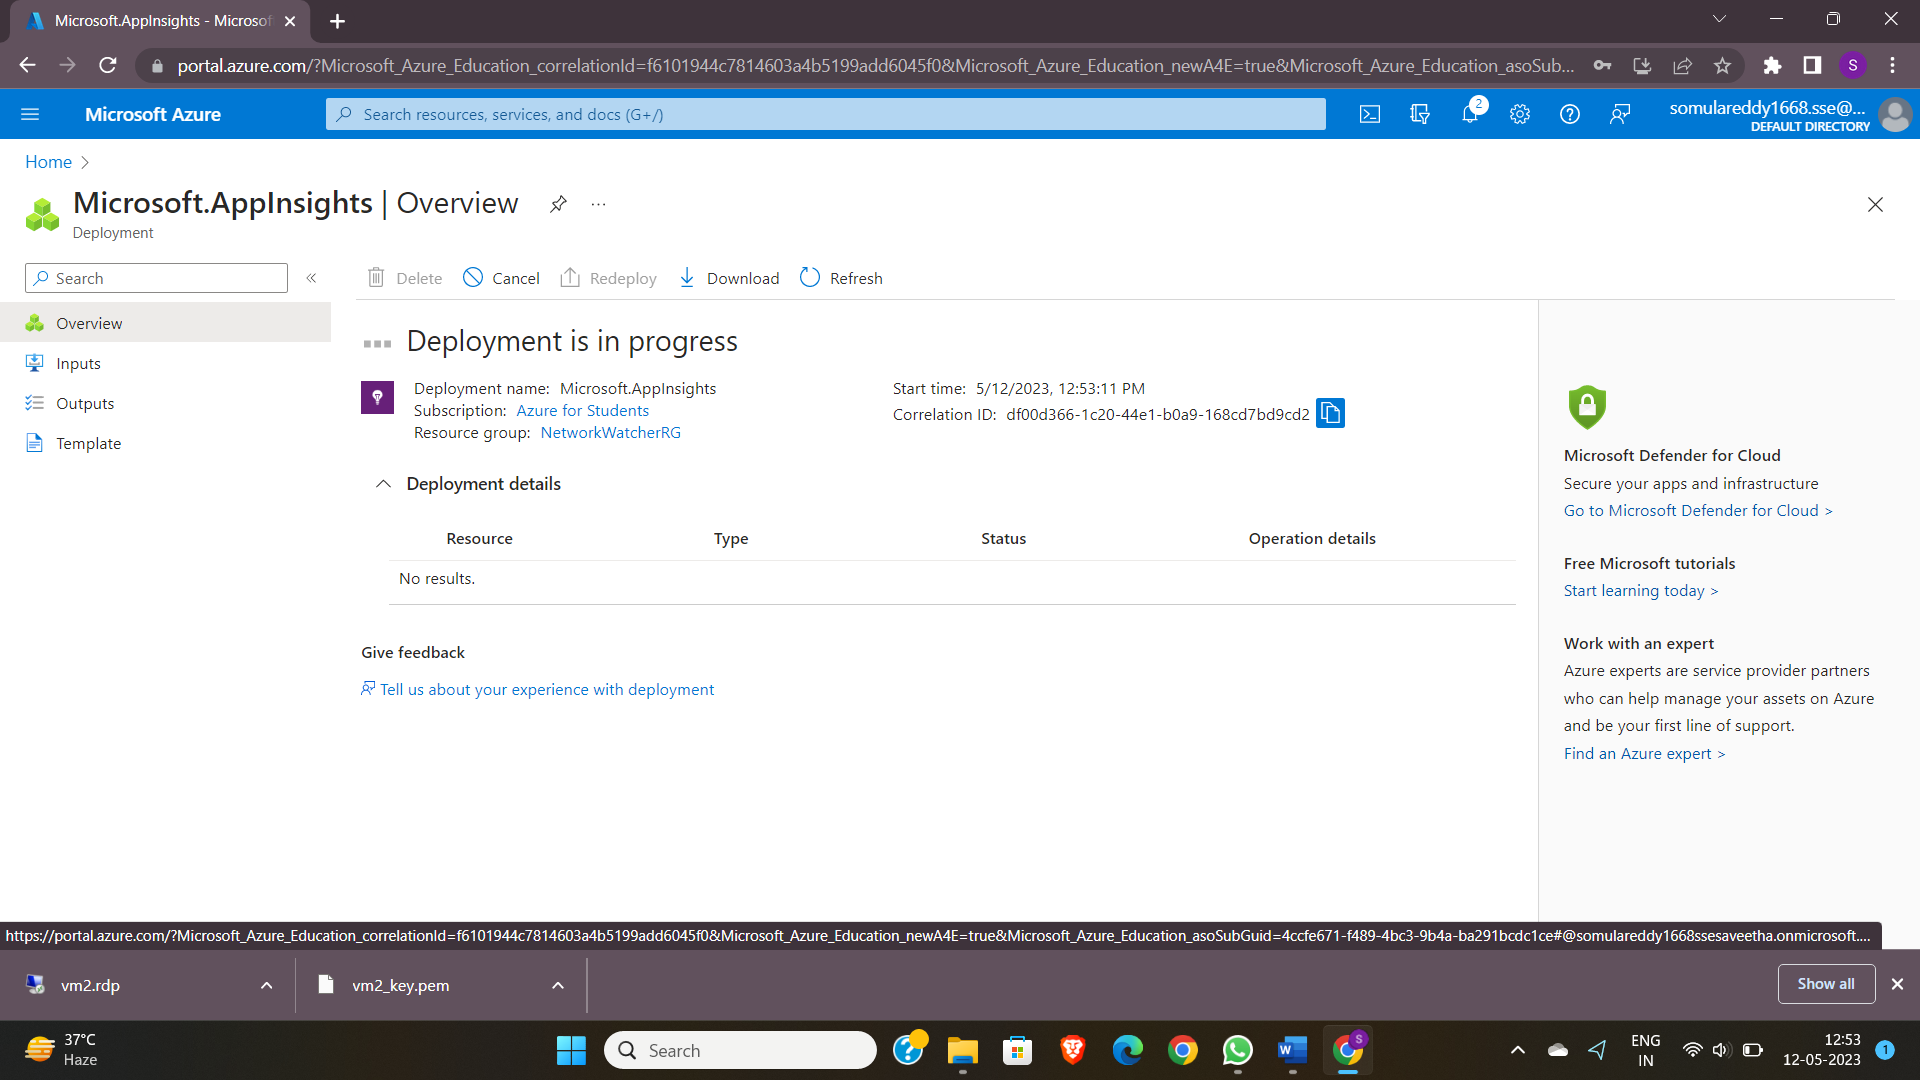 Microsoft.AppInsights - Microsof
portal.azure.com/?Microsoft_Azure_Education_correlationId=f6101944c7814603a4b5199add6045f0&Microsoft_Azure_Education_newA4E=true&Microsoft_Azure_Education_asoSub...
S
Microsoft Azure
Search resources, services, and docs (G+/)
2
somulareddy1668.sse@...
DEFAULT DIRECTORY
Home
Microsoft.AppInsights | Overview
Deployment
Search
Delete
Cancel
Redeploy
Download
Refresh
Overview
Inputs
Outputs
Template
Deployment is in progress
Deployment name: Microsoft.AppInsights
Subscription: Azure for Students
Resource group: NetworkWatcherRG
Start time: 5/12/2023, 12:53:11 PM
Correlation ID: df00d366-1c20-44e1-b0a9-168cd7bd9cd2
Deployment details
Resource Type Status Operation details
No results.
Give feedback
Tell us about your experience with deployment
Microsoft Defender for Cloud
Secure your apps and infrastructure
Go to Microsoft Defender for Cloud >
Free Microsoft tutorials
Start learning today >
Work with an expert
Azure experts are service provider partners
who can help manage your assets on Azure
and be your first line of support.
Find an Azure expert >
https://portal.azure.com/?Microsoft_Azure_Education_correlationId=f6101944c7814603a4b5199add6045f0&Microsoft_Azure_Education_newA4E=true&Microsoft_Azure_Education_asoSubGuid=4ccfe671-f489-4bc3-9b4a-ba291bcdc1ce#@somulareddy1668ssesaveetha.onmicrosoft....
vm2.rdp
vm2_key.pem
Show all
37°C
Haze
Search
W
S
ENG
IN
12:53
12-05-2023
1